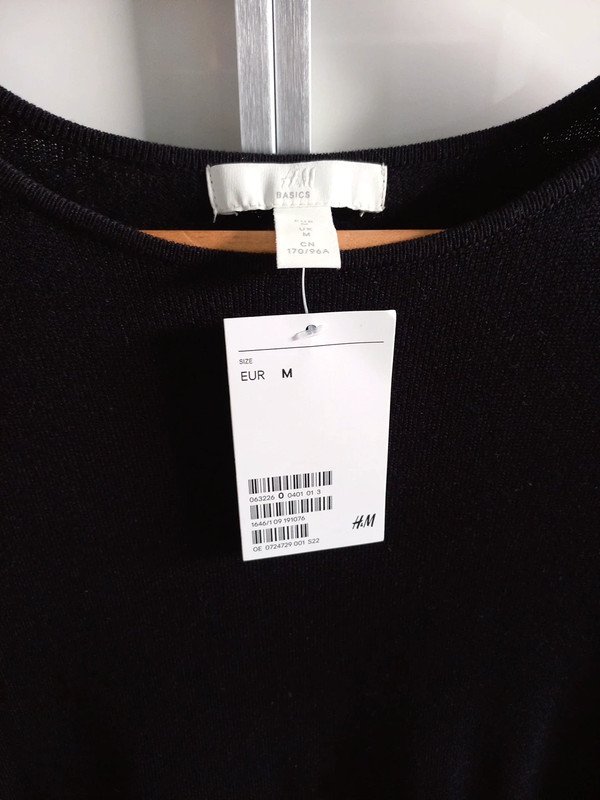 H&M
BASICS
EUR
M
UK
M
CN
170/96A
SIZE
EUR M
063226 0 0401 01 3
1646/1 09 191076
H&M
OE 0724729 001 S22